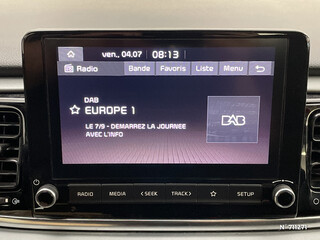 ven., 04.07 08:13
Radio Bande Favoris Liste Menu
DAB
EUROPE 1
LE 7/9 - DEMARREZ LA JOURNEE
AVEC L'INFO
DAB
RADIO MEDIA < SEEK TRACK > SETUP
N-711271